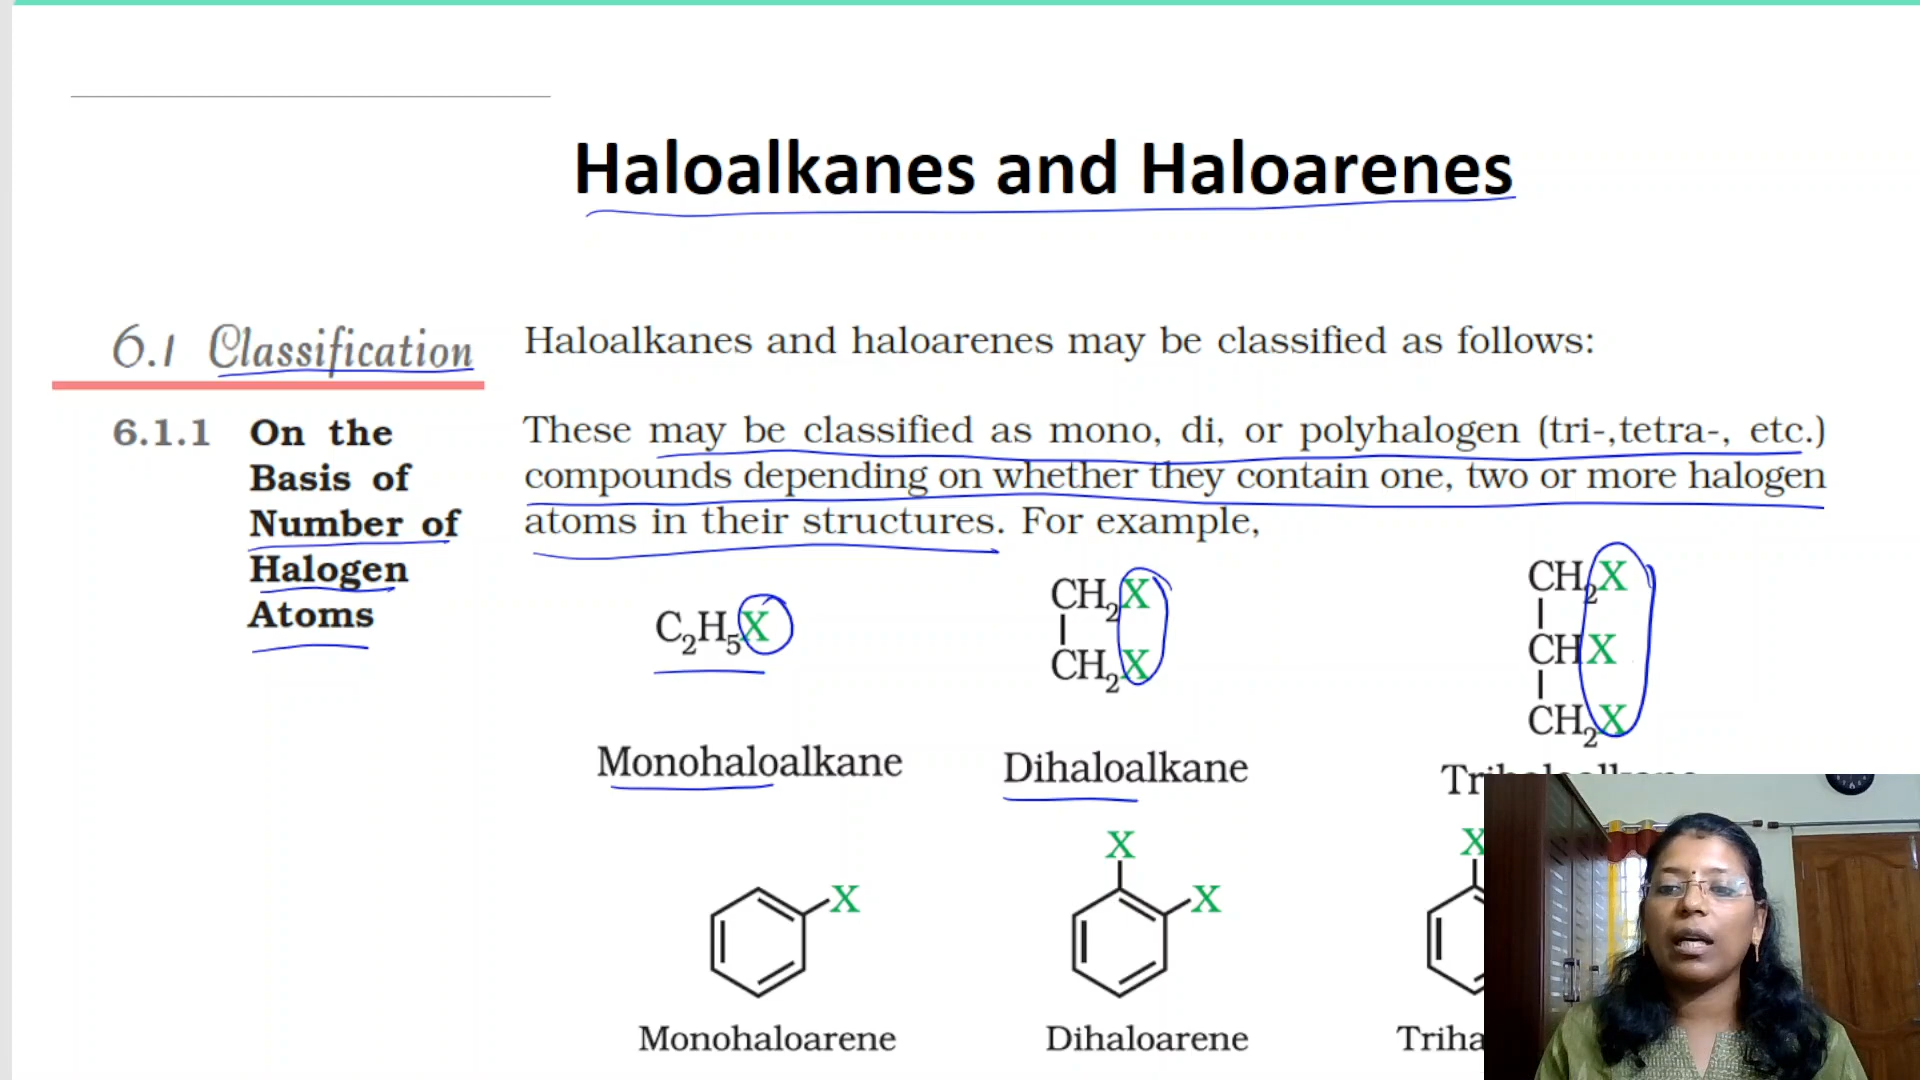 Haloalkanes and Haloarenes
6.1 Classification
Haloalkanes and haloarenes may be classified as follows:
6.1.1 On the
Basis of
Number of
Halogen
Atoms
These may be classified as mono, di, or polyhalogen (tri-,tetra-, etc.)
compounds depending on whether they contain one, two or more halogen
atoms in their structures. For example,
C₂H₅X
CH₂X
CH₂X
CH₂X
CHX
CH₂X
Monohaloalkane
Dihaloalkane
X
X
X
X
Monohaloarene
Dihaloarene